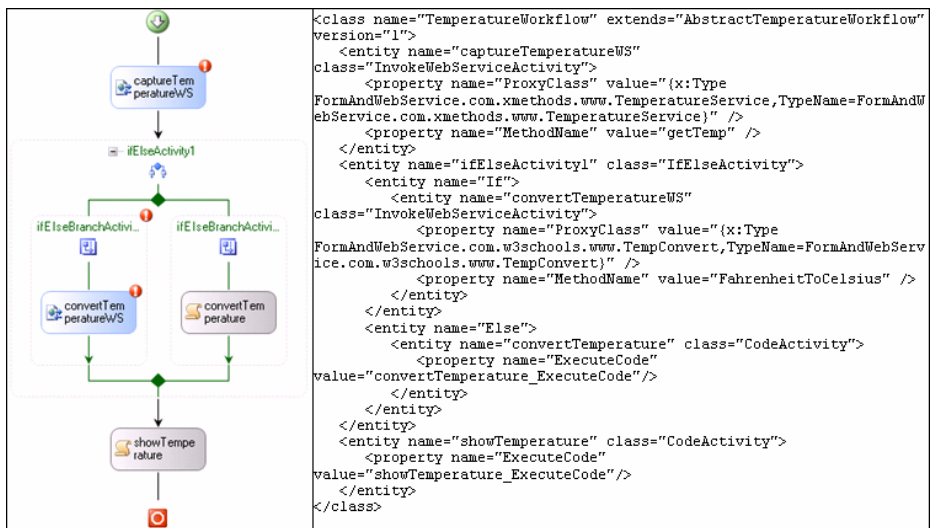 captureTem
peratureWS
ifElseActivity1
ifElseBranchActivi...
ifElseBranchActivi...
convertTem
peratureWS
convertTem
perature
showTempe
rature
<class name="TemperatureWorkflow" extends="AbstractTemperatureWorkflow"
version="1">
<entity name="captureTemperatureWS"
class="InvokeWebServiceActivity">
<property name="ProxyClass" value="{x:Type
FormAndWebService.com.xmethods.www.TemperatureService,TypeName=FormAndW
ebService.com.xmethods.www.TemperatureService}" />
<property name="MethodName" value="getTemp" />
</entity>
<entity name="ifElseActivity1" class="IfElseActivity">
<entity name="If">
<entity name="convertTemperatureWS"
class="InvokeWebServiceActivity">
<property name="ProxyClass" value="{x:Type
FormAndWebService.com.w3schools.www.TempConvert,TypeName=FormAndWebServ
ice.com.w3schools.www.TempConvert}" />
<property name="MethodName" value="FahrenheitToCelsius" />
</entity>
</entity>
<entity name="Else">
<entity name="convertTemperature" class="CodeActivity">
<property name="ExecuteCode"
value="convertTemperature_ExecuteCode"/>
</entity>
</entity>
</entity>
<entity name="showTemperature" class="CodeActivity">
<property name="ExecuteCode"
value="showTemperature_ExecuteCode"/>
</entity>
</class>